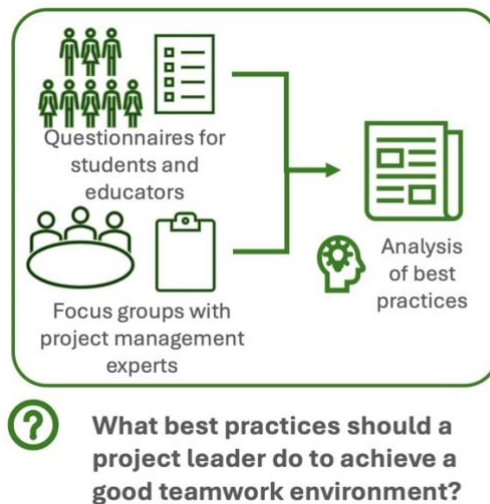 Questionnaires for
students and
educators
Focus groups with
project management
experts
Analysis
of best
practices
?
What best practices should a
project leader do to achieve a
good teamwork environment?